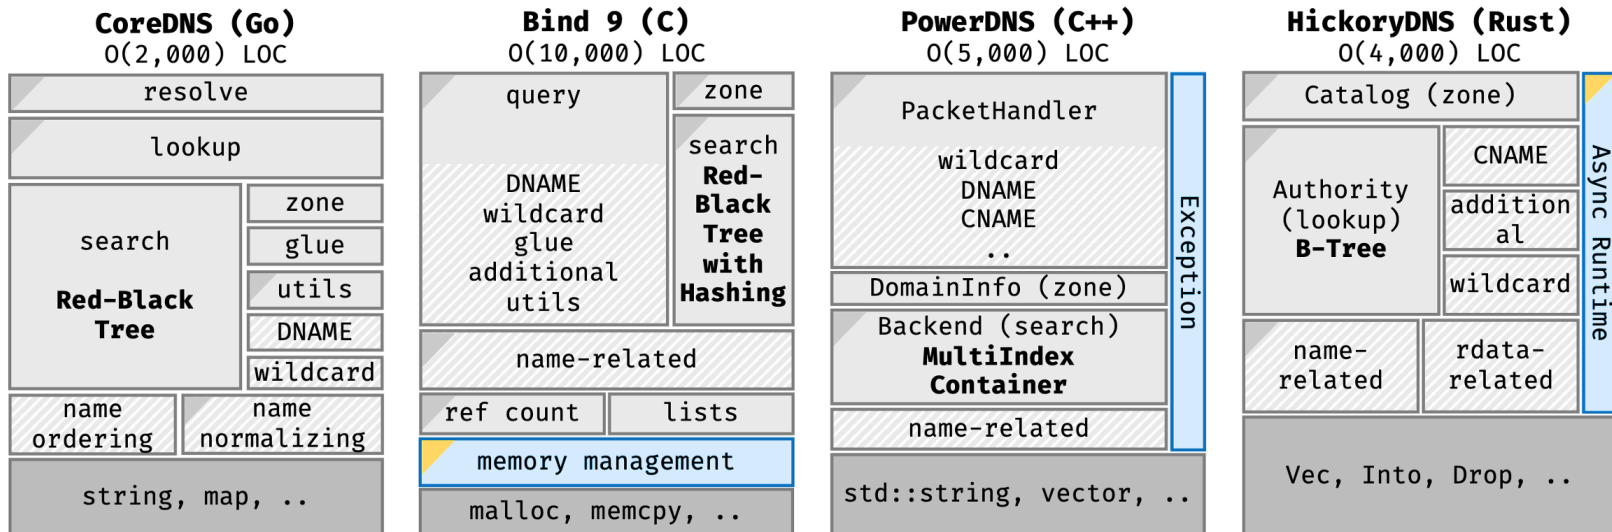 CoreDNS (Go)
O(2,000) LOC
resolve
lookup
search
Red-Black
Tree
zone
glue
utils
DNAME
wildcard
name
ordering
name
normalizing
string, map, ..
Bind 9 (C)
O(10,000) LOC
query
DNAME
wildcard
glue
additional
utils
zone
search
Red-
Black
Tree
with
Hashing
name-related
ref count
lists
memory management
malloc, memcpy, ..
PowerDNS (C++)
O(5,000) LOC
PacketHandler
wildcard
DNAME
CNAME
..
DomainInfo (zone)
Backend (search)
MultiIndex
Container
name-related
Exception
std::string, vector, ..
HickoryDNS (Rust)
O(4,000) LOC
Catalog (zone)
Authority
(lookup)
B-Tree
CNAME
addition
al
wildcard
name-
related
rdata-
related
Async Runtime
Vec, Into, Drop, ..